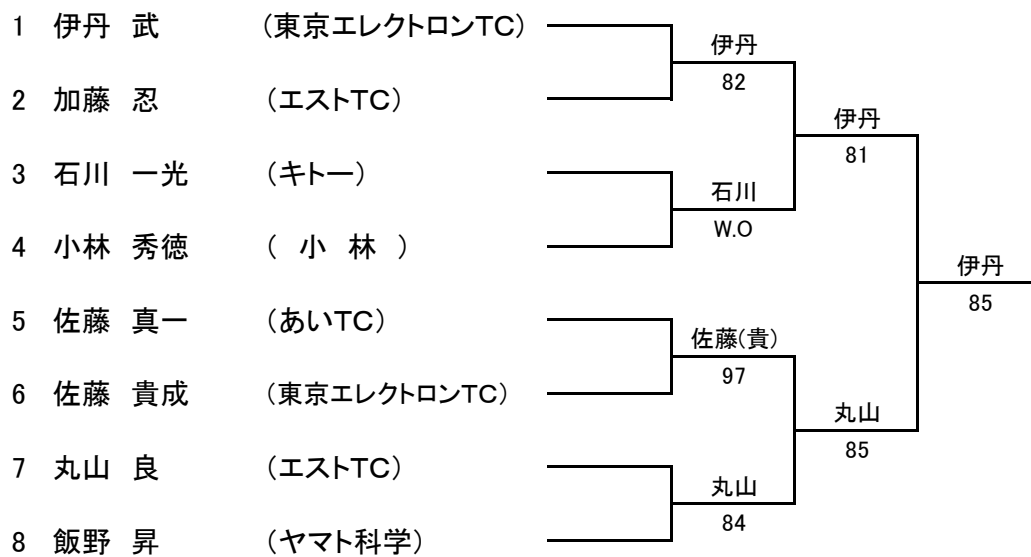 1 伊丹 武 (東京エレクトロンTC)
伊丹
82
2 加藤 忍 (エストTC)
伊丹
81
3 石川 一光 (キトー)
石川
W.O
4 小林 秀徳 ( 小 林 )
伊丹
85
5 佐藤 真一 (あいTC)
佐藤(貴)
97
6 佐藤 貴成 (東京エレクトロンTC)
丸山
85
7 丸山 良 (エストTC)
丸山
84
8 飯野 昇 (ヤマト科学)